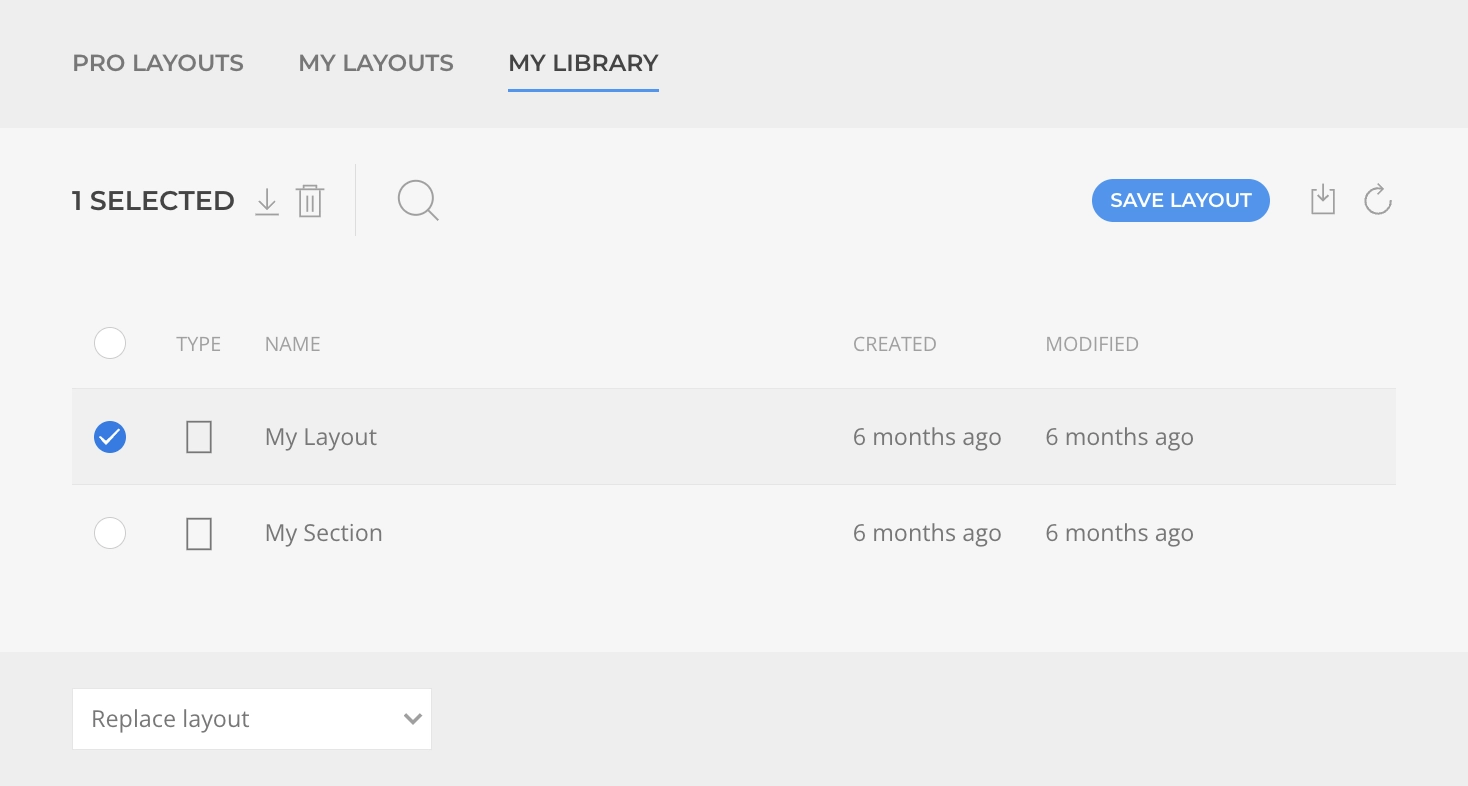 PRO LAYOUTS MY LAYOUTS MY LIBRARY
1 SELECTED SAVE LAYOUT
TYPE NAME CREATED MODIFIED
My Layout 6 months ago 6 months ago
My Section 6 months ago 6 months ago
Replace layout